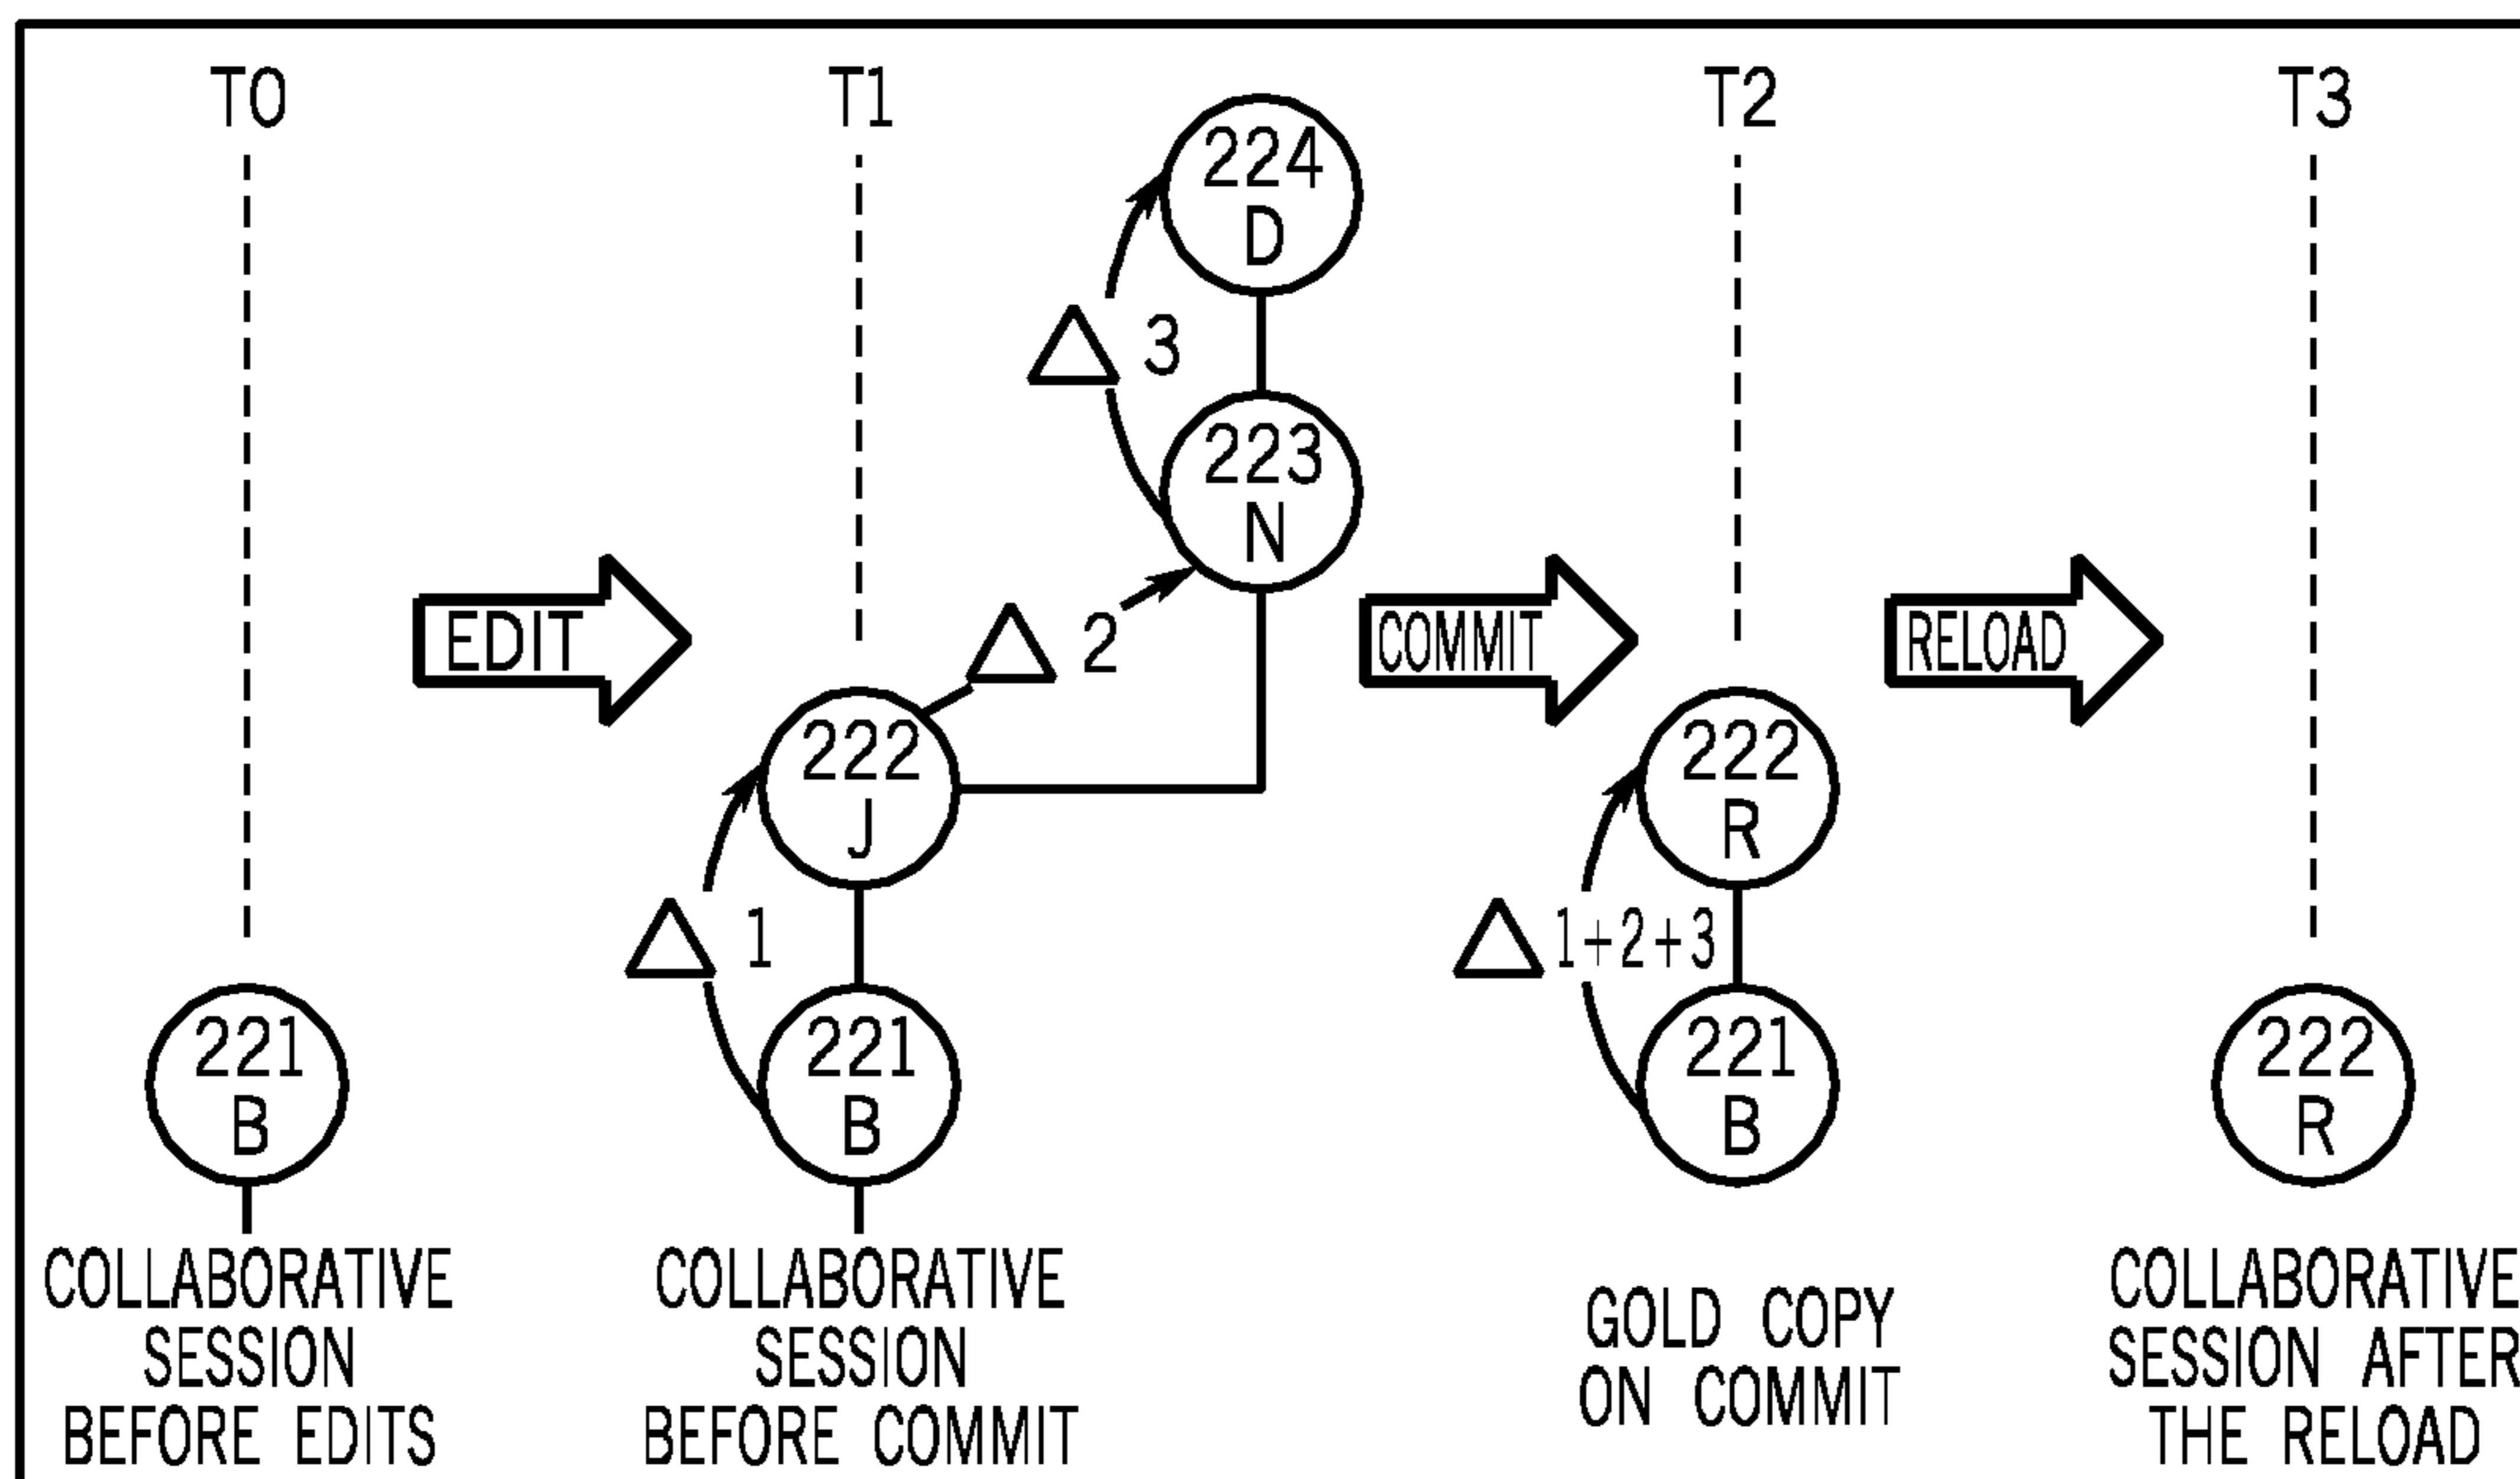 T0
T1
T2
T3
224
D
△ 3
223
N
EDIT
△ 2
COMMIT
RELOAD
222
J
222
R
△ 1
△ 1+2+3
221
B
221
B
221
B
222
R
COLLABORATIVE
SESSION
BEFORE EDITS
COLLABORATIVE
SESSION
BEFORE COMMIT
GOLD COPY
ON COMMIT
COLLABORATIVE
SESSION AFTER
THE RELOAD